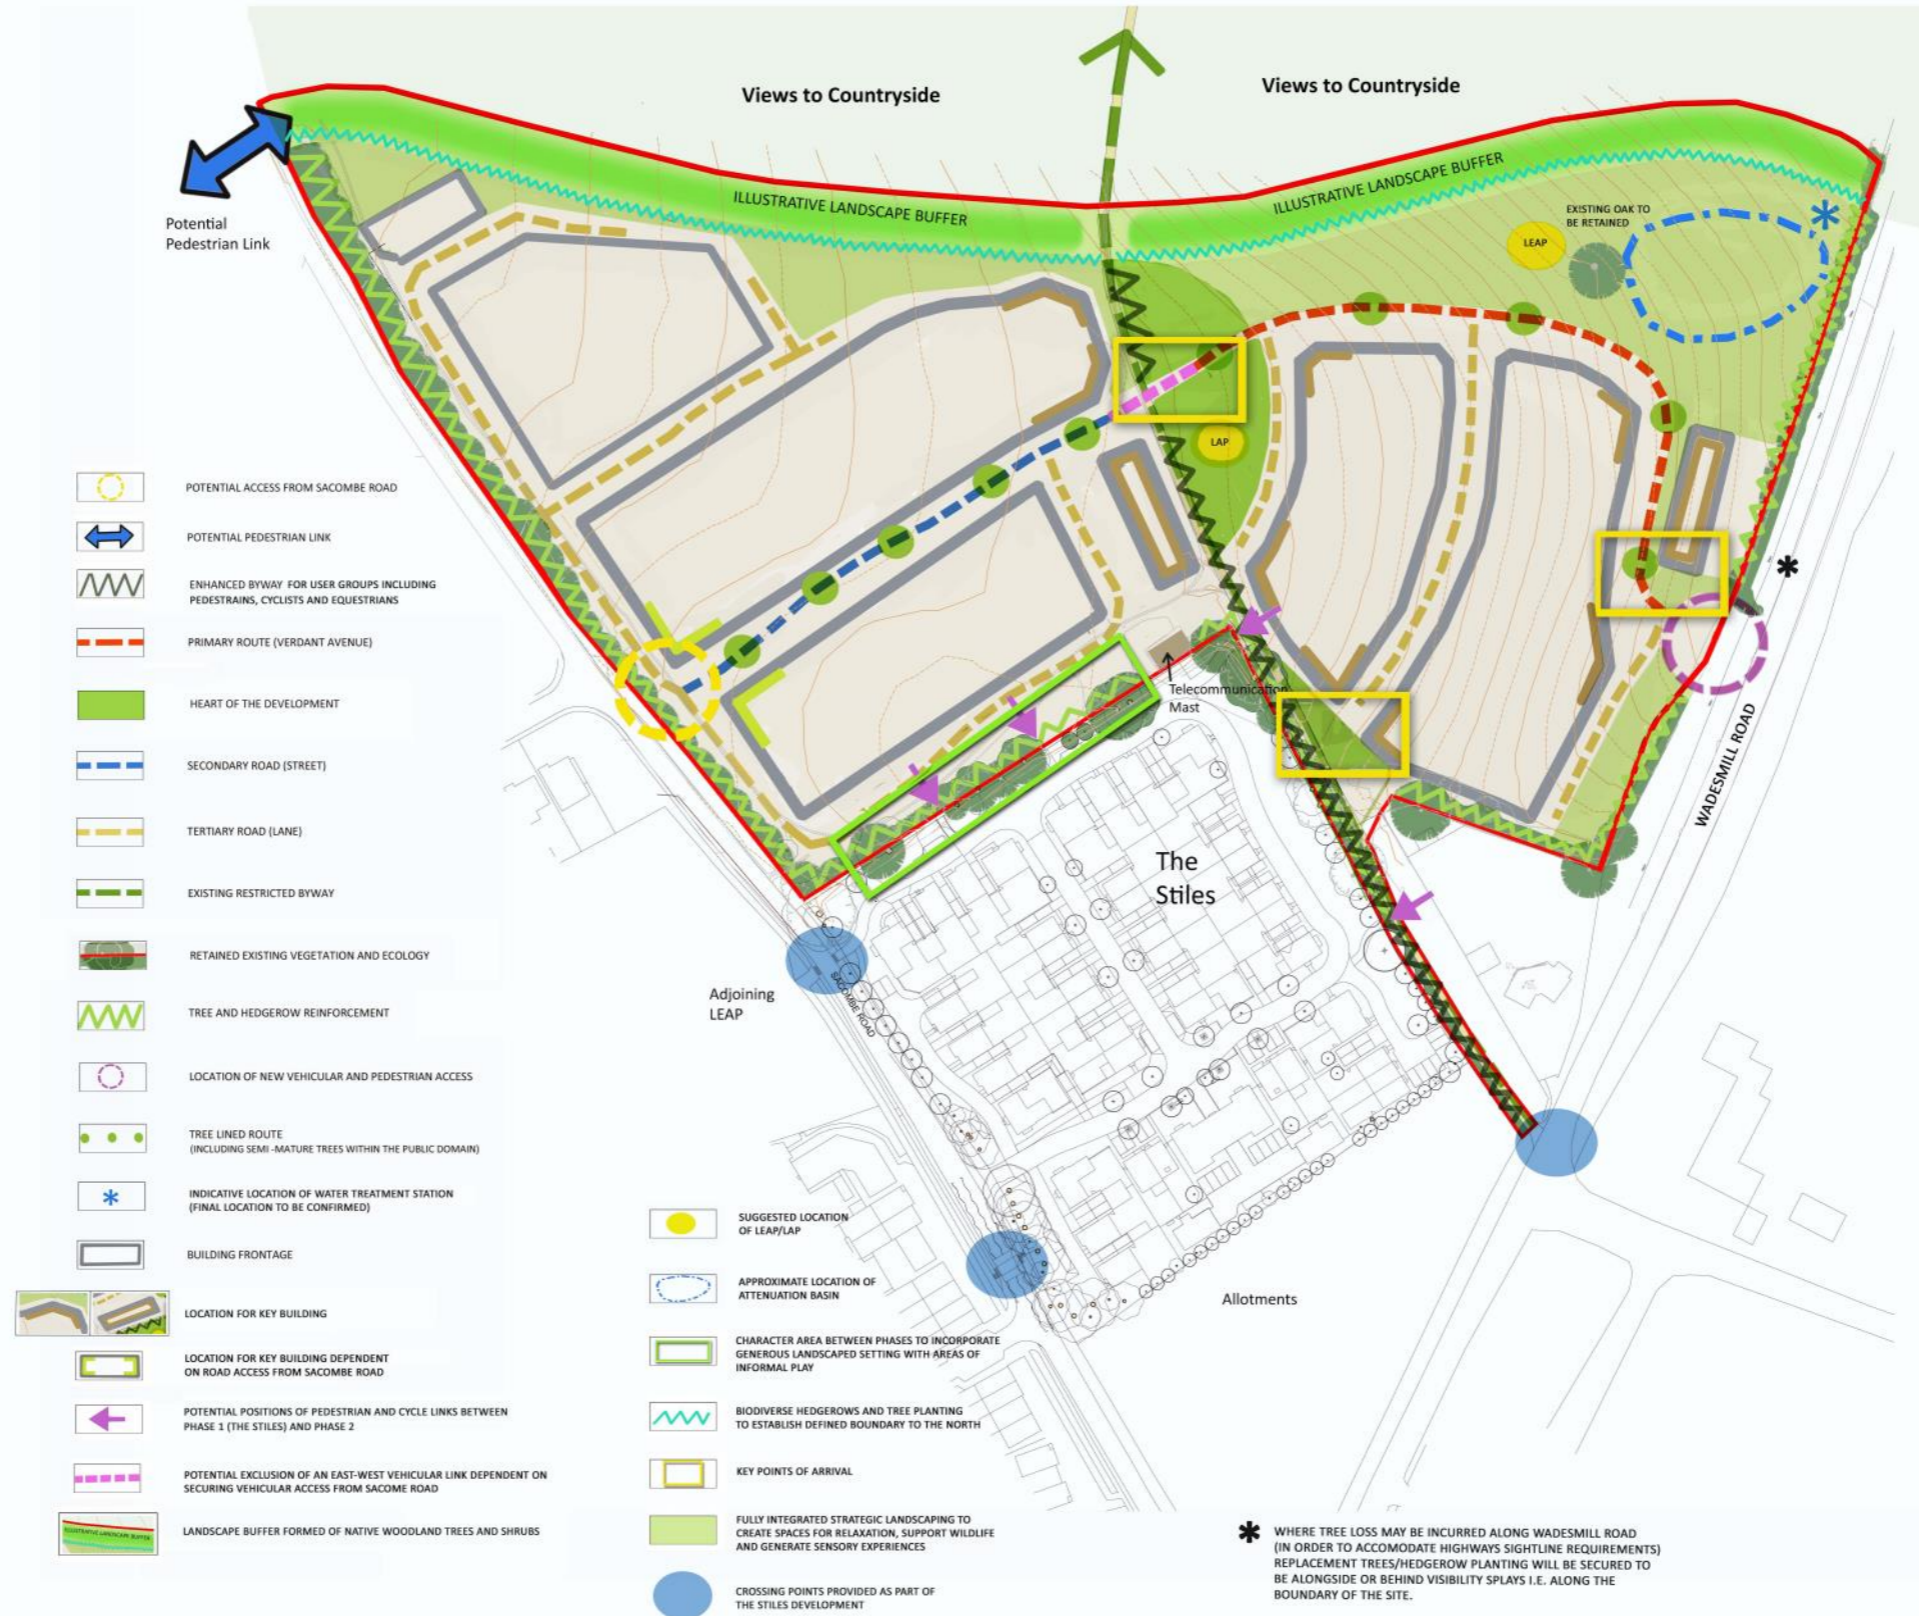 Views to Countryside
Views to Countryside
ILLUSTRATIVE LANDSCAPE BUFFER
ILLUSTRATIVE LANDSCAPE BUFFER
EXISTING OAK TO
BE RETAINED
LEAP
Potential
Pedestrian Link
LAP
Telecommunication
Mast
WADESMILL ROAD
The
Stiles
Adjoining
LEAP
SACOMBE ROAD
Allotments
POTENTIAL ACCESS FROM SACOMBE ROAD
POTENTIAL PEDESTRIAN LINK
ENHANCED BYWAY FOR USER GROUPS INCLUDING
PEDESTRAINS, CYCLISTS AND EQUESTRIANS
PRIMARY ROUTE (VERDANT AVENUE)
HEART OF THE DEVELOPMENT
SECONDARY ROAD (STREET)
TERTIARY ROAD (LANE)
EXISTING RESTRICTED BYWAY
RETAINED EXISTING VEGETATION AND ECOLOGY
TREE AND HEDGEROW REINFORCEMENT
LOCATION OF NEW VEHICULAR AND PEDESTRIAN ACCESS
TREE LINED ROUTE
(INCLUDING SEMI -MATURE TREES WITHIN THE PUBLIC DOMAIN)
INDICATIVE LOCATION OF WATER TREATMENT STATION
(FINAL LOCATION TO BE CONFIRMED)
BUILDING FRONTAGE
LOCATION FOR KEY BUILDING
LOCATION FOR KEY BUILDING DEPENDENT
ON ROAD ACCESS FROM SACOMBE ROAD
POTENTIAL POSITIONS OF PEDESTRIAN AND CYCLE LINKS BETWEEN
PHASE 1 (THE STILES) AND PHASE 2
POTENTIAL EXCLUSION OF AN EAST-WEST VEHICULAR LINK DEPENDENT ON
SECURING VEHICULAR ACCESS FROM SACOME ROAD
ILLUSTRATIVE LANDSCAPE BUFFER
LANDSCAPE BUFFER FORMED OF NATIVE WOODLAND TREES AND SHRUBS
SUGGESTED LOCATION
OF LEAP/LAP
APPROXIMATE LOCATION OF
ATTENUATION BASIN
CHARACTER AREA BETWEEN PHASES TO INCORPORATE
GENEROUS LANDSCAPED SETTING WITH AREAS OF
INFORMAL PLAY
BIODIVERSE HEDGEROWS AND TREE PLANTING
TO ESTABLISH DEFINED BOUNDARY TO THE NORTH
KEY POINTS OF ARRIVAL
FULLY INTEGRATED STRATEGIC LANDSCAPING TO
CREATE SPACES FOR RELAXATION, SUPPORT WILDLIFE
AND GENERATE SENSORY EXPERIENCES
CROSSING POINTS PROVIDED AS PART OF
THE STILES DEVELOPMENT
* WHERE TREE LOSS MAY BE INCURRED ALONG WADESMILL ROAD
(IN ORDER TO ACCOMODATE HIGHWAYS SIGHTLINE REQUIREMENTS)
REPLACEMENT TREES/HEDGEROW PLANTING WILL BE SECURED TO
BE ALONGSIDE OR BEHIND VISIBILITY SPLAYS I.E. ALONG THE
BOUNDARY OF THE SITE.